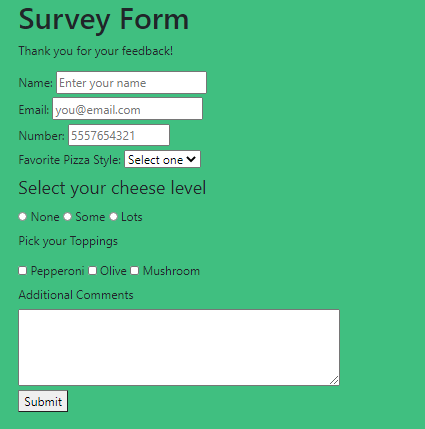 Survey Form
Thank you for your feedback!
Name: Enter your name
Email: you@email.com
Number: 5557654321
Favorite Pizza Style: Select one
Select your cheese level
None Some Lots
Pick your Toppings
Pepperoni Olive Mushroom
Additional Comments
Submit